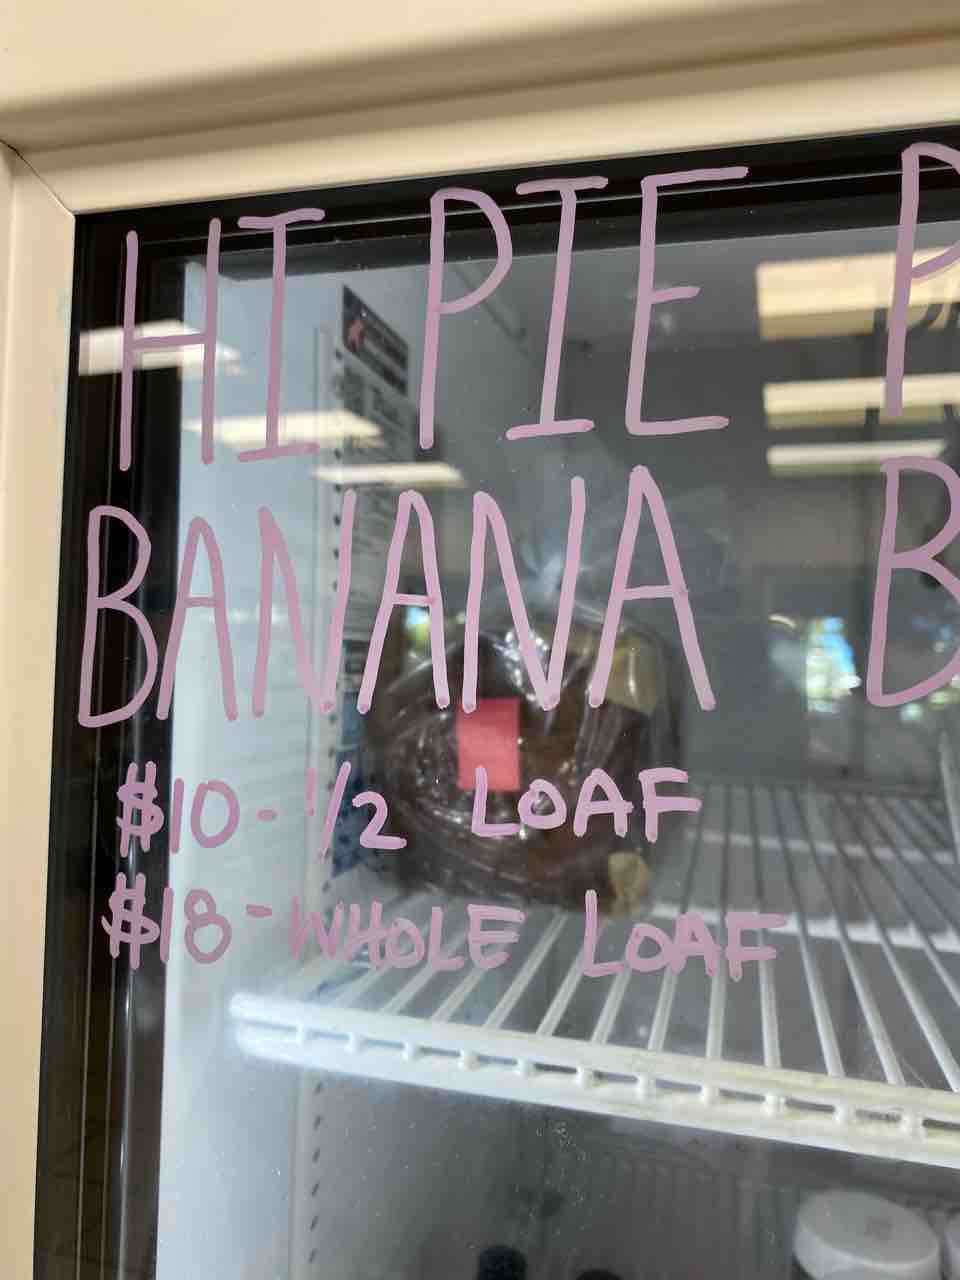 HI PIE P
BANANA B
$10 - 1/2 LOAF
$18 - WHOLE LOAF